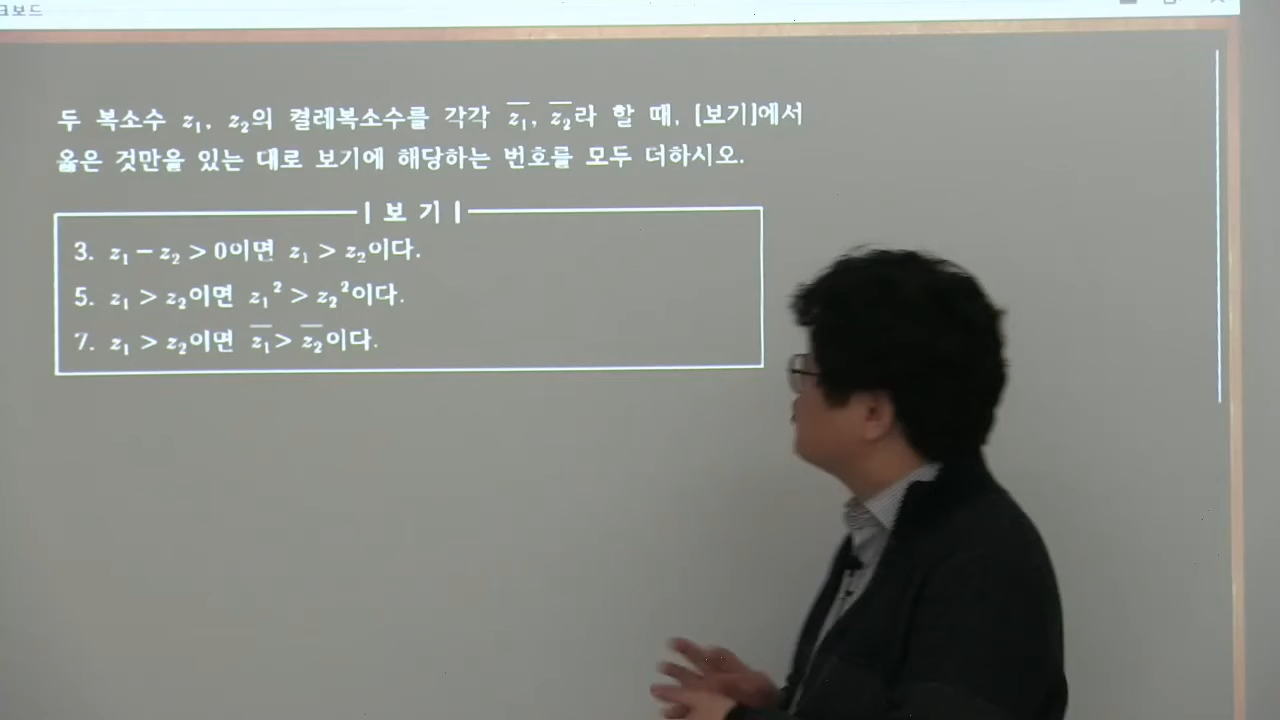 크보드
두 복소수 z₁, z₂의 켤레복소수를 각각 z̅₁, z̅₂라 할 때, [보기]에서
옳은 것만을 있는 대로 보기에 해당하는 번호를 모두 더하시오.
| 보 기 |
3. z₁ − z₂ > 0이면 z₁ > z₂이다.
5. z₁ > z₂이면 z₁² > z₂²이다.
7. z₁ > z₂이면 z̅₁ > z̅₂이다.